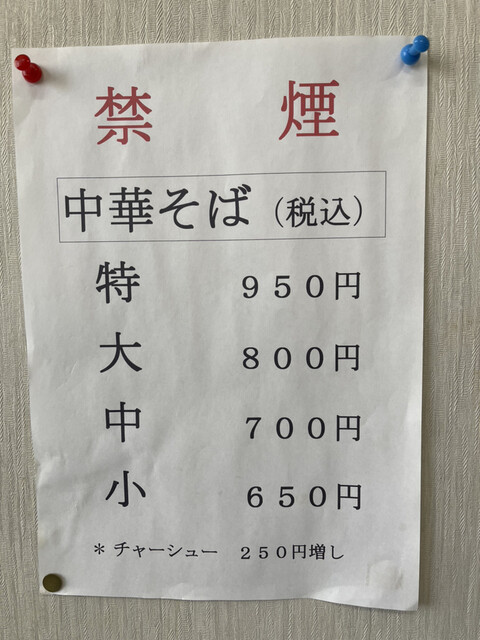 禁 煙
中華そば（税込）
特 ９５０円
大 ８００円
中 ７００円
小 ６５０円
＊チャーシュー ２５０円増し